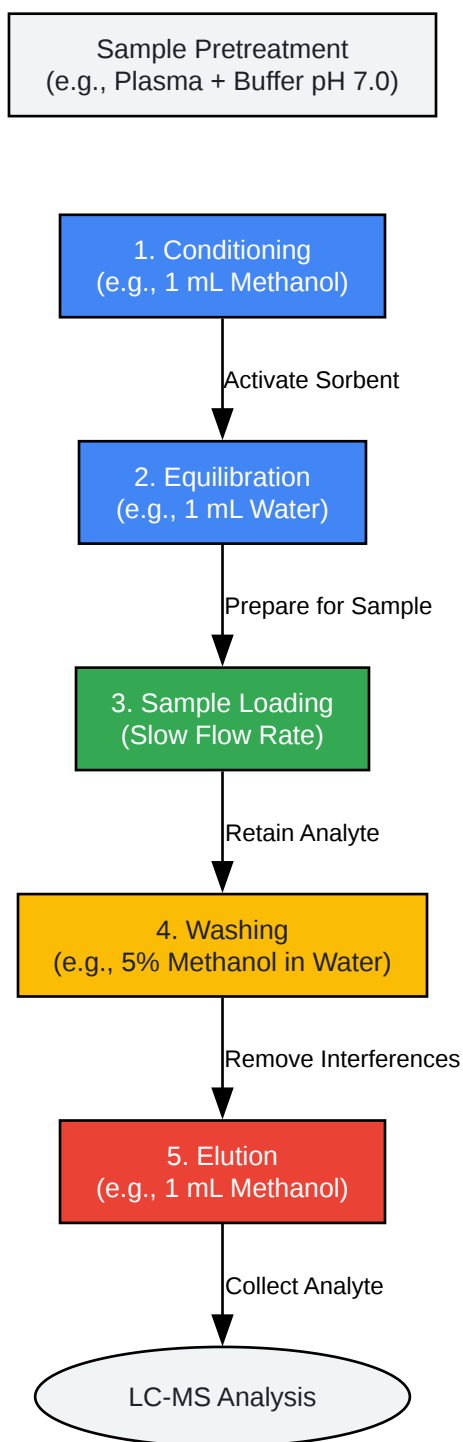 Sample Pretreatment
(e.g., Plasma + Buffer pH 7.0)
1. Conditioning
(e.g., 1 mL Methanol)
Activate Sorbent
2. Equilibration
(e.g., 1 mL Water)
Prepare for Sample
3. Sample Loading
(Slow Flow Rate)
Retain Analyte
4. Washing
(e.g., 5% Methanol in Water)
Remove Interferences
5. Elution
(e.g., 1 mL Methanol)
Collect Analyte
LC-MS Analysis